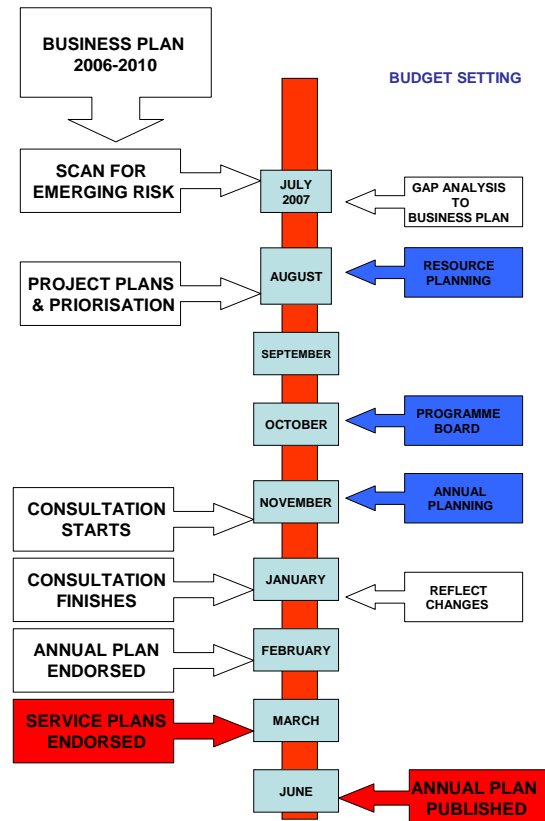 BUSINESS PLAN
2006-2010
BUDGET SETTING
SCAN FOR
EMERGING RISK
JULY
2007
GAP ANALYSIS
TO
BUSINESS PLAN
PROJECT PLANS
& PRIORISATION
AUGUST
RESOURCE
PLANNING
SEPTEMBER
OCTOBER
PROGRAMME
BOARD
CONSULTATION
STARTS
NOVEMBER
ANNUAL
PLANNING
CONSULTATION
FINISHES
JANUARY
REFLECT
CHANGES
ANNUAL PLAN
ENDORSED
FEBRUARY
SERVICE PLANS
ENDORSED
MARCH
JUNE
ANNUAL PLAN
PUBLISHED